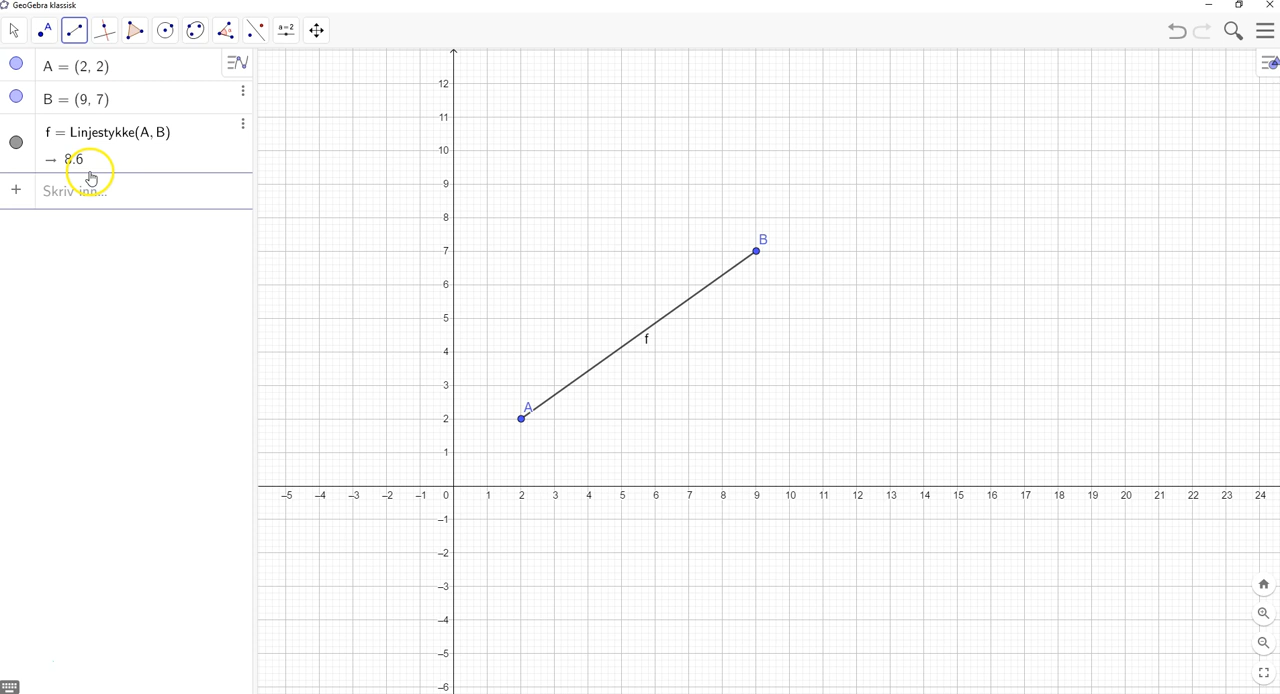 GeoGebra klassisk
a=2
A = (2, 2)
B = (9, 7)
f = Linjestykke(A, B)
→ 8.6
+ Skriv inn...
12
11
10
9
8
7
6
5
4
3
2
1
0
–1
–2
–3
–4
–5
–6
–5 –4 –3 –2 –1 0 1 2 3 4 5 6 7 8 9 10 11 12 13 14 15 16 17 18 19 20 21 22 23 24
B
f
A